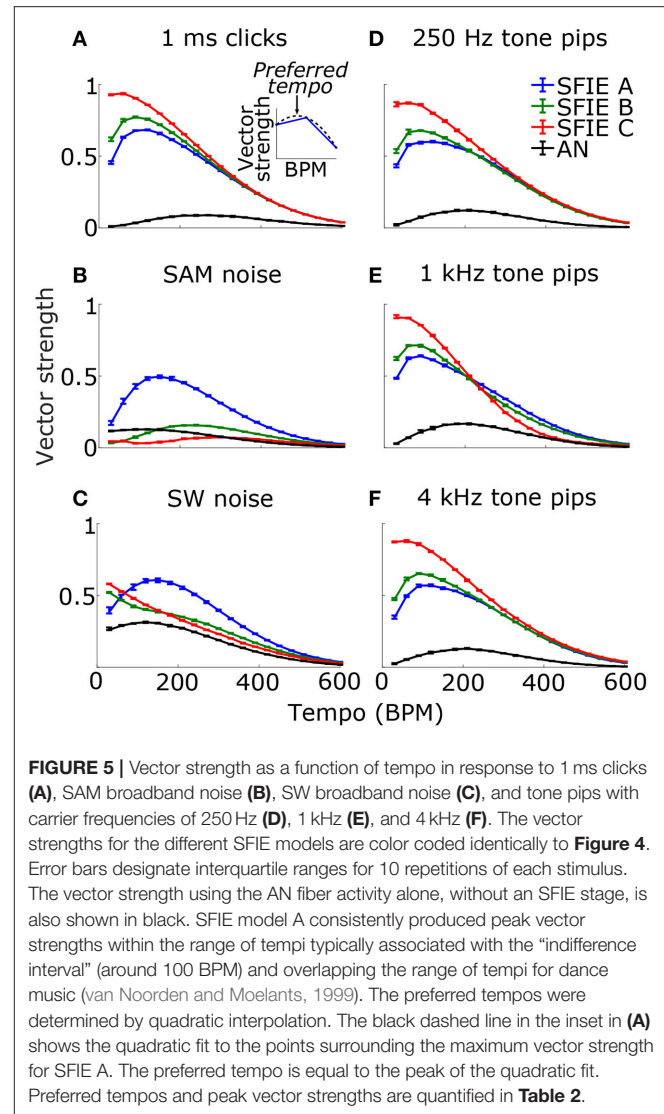 A 1 ms clicks
1
0.5
0
Preferred
tempo
Vector
strength
BPM
D 250 Hz tone pips
SFIE A
SFIE B
SFIE C
AN
B SAM noise
1
0.5
0
E 1 kHz tone pips
Vector strength
C SW noise
1
0.5
0 200 400 600
F 4 kHz tone pips
0 200 400 600
Tempo (BPM)
FIGURE 5 | Vector strength as a function of tempo in response to 1 ms clicks
(A), SAM broadband noise (B), SW broadband noise (C), and tone pips with
carrier frequencies of 250 Hz (D), 1 kHz (E), and 4 kHz (F). The vector
strengths for the different SFIE models are color coded identically to Figure 4.
Error bars designate interquartile ranges for 10 repetitions of each stimulus.
The vector strength using the AN fiber activity alone, without an SFIE stage, is
also shown in black. SFIE model A consistently produced peak vector
strengths within the range of tempi typically associated with the “indifference
interval” (around 100 BPM) and overlapping the range of tempi for dance
music (van Noorden and Moelants, 1999). The preferred tempos were
determined by quadratic interpolation. The black dashed line in the inset in (A)
shows the quadratic fit to the points surrounding the maximum vector strength
for SFIE A. The preferred tempo is equal to the peak of the quadratic fit.
Preferred tempos and peak vector strengths are quantified in Table 2.